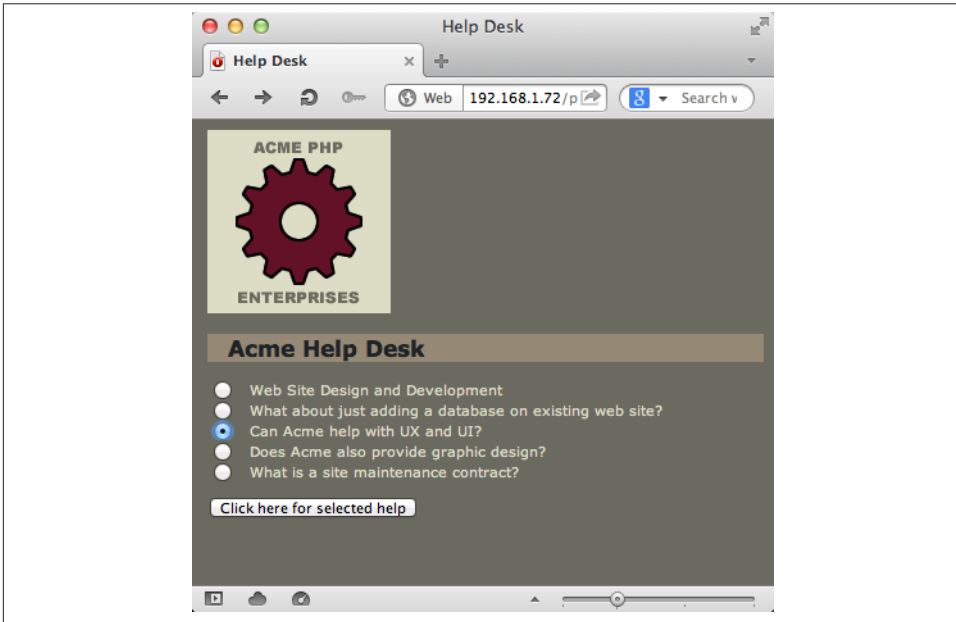 Help Desk
Help Desk
Web 192.168.1.72/p
8 Search
ACME PHP
ENTERPRISES
Acme Help Desk
Web Site Design and Development
What about just adding a database on existing web site?
Can Acme help with UX and UI?
Does Acme also provide graphic design?
What is a site maintenance contract?
Click here for selected help